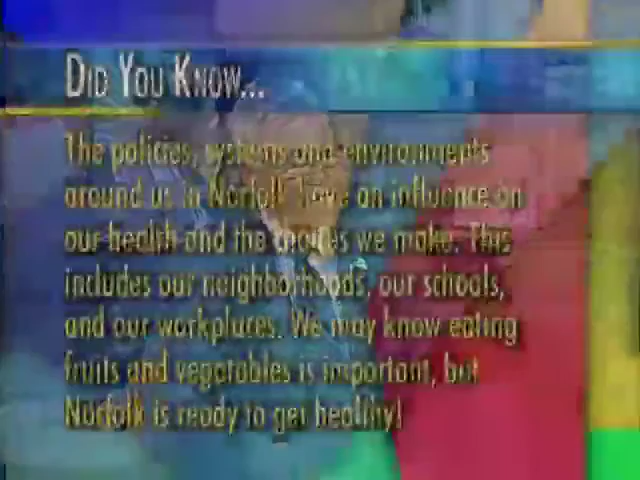 DID YOU KNOW...
The policies, systems and environments
around us in Norfolk have an influence on
our health and the choices we make. This
includes our neighborhoods, our schools,
and our workplaces. We may know eating
fruits and vegetables is important, but
Norfolk is ready to get healthy!